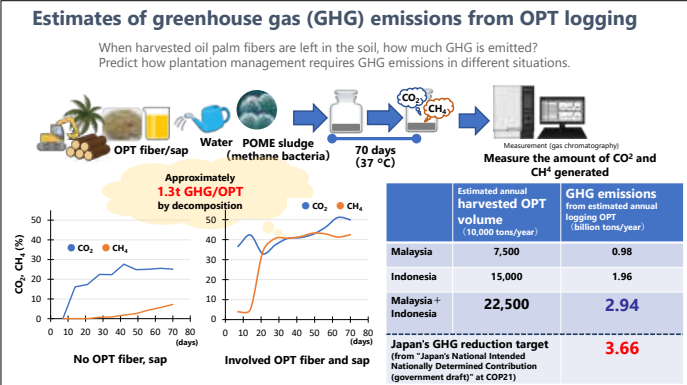 Estimates of greenhouse gas (GHG) emissions from OPT logging
When harvested oil palm fibers are left in the soil, how much GHG is emitted?
Predict how plantation management requires GHG emissions in different situations.
OPT fiber/sap
Water
POME sludge
(methane bacteria)
70 days
(37 ℃)
CO₂
CH₄
Measurement (gas chromatography)
Measure the amount of CO² and
CH⁴ generated
Approximately
1.3t GHG/OPT
by decomposition
CO₂, CH₄ (%)
CO₂ CH₄
50
40
30
20
10
0
0 10 20 30 40 50 60 70 80
(days)
No OPT fiber, sap
CO₂ CH₄
50
40
30
20
10
0
0 10 20 30 40 50 60 70 80
(days)
Involved OPT fiber and sap
Estimated annual
harvested OPT
volume
(10,000 tons/year)
GHG emissions
from estimated annual
logging OPT
(billion tons/year)
Malaysia 7,500 0.98
Indonesia 15,000 1.96
Malaysia+
Indonesia
22,500 2.94
Japan's GHG reduction target
(from "Japan's National Intended
Nationally Determined Contribution
(government draft)" at COP21)
3.66